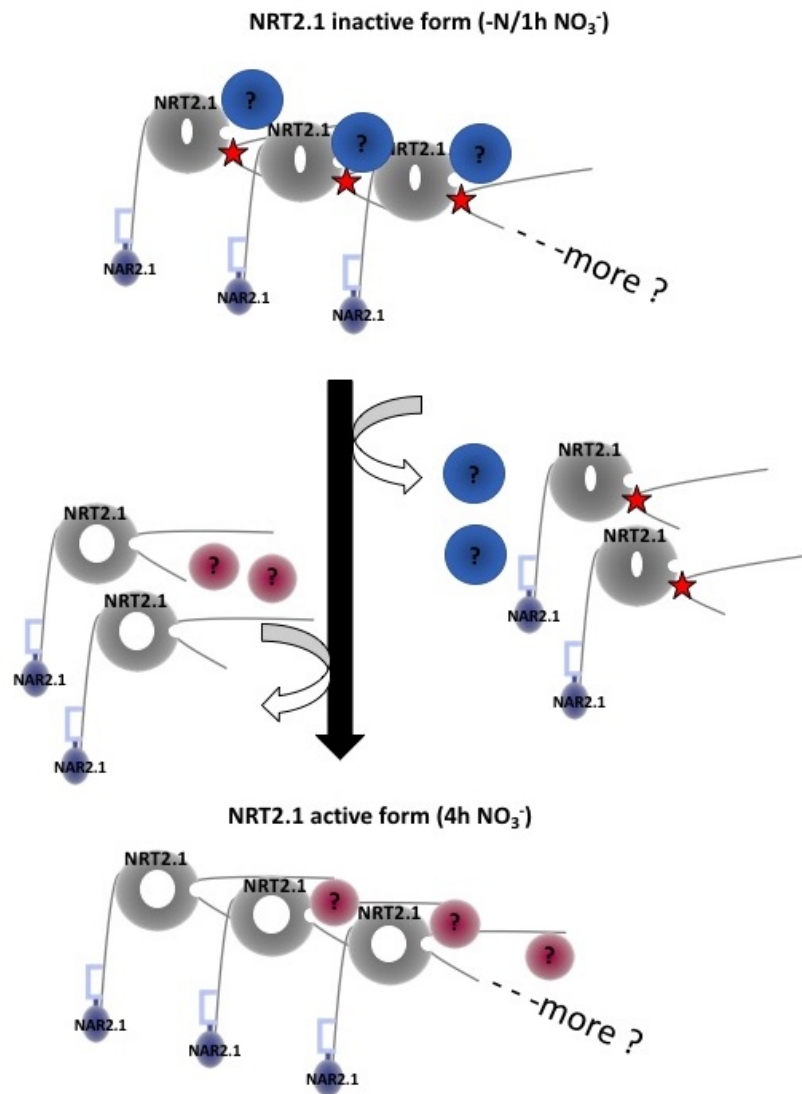 NRT2.1 inactive form (-N/1h NO₃⁻)
NRT2.1
?
NRT2.1
?
NRT2.1
?
NAR2.1
NAR2.1
NAR2.1
- - -more ?
NRT2.1
?
NRT2.1
?
NAR2.1
NAR2.1
NRT2.1
?
?
NRT2.1
NAR2.1
NAR2.1
NRT2.1 active form (4h NO₃⁻)
NRT2.1
NRT2.1
?
NRT2.1
?
?
NAR2.1
NAR2.1
NAR2.1
- - -more ?